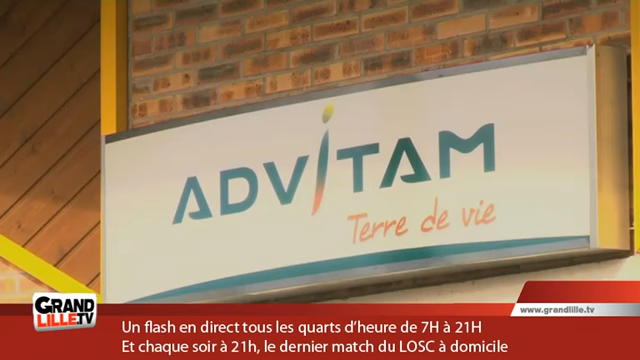 ADVITAM
Terre de vie
GRAND
LILLE.TV
www.grandlille.tv
Un flash en direct tous les quarts d'heure de 7H à 21H
Et chaque soir à 21h, le dernier match du LOSC à domicile